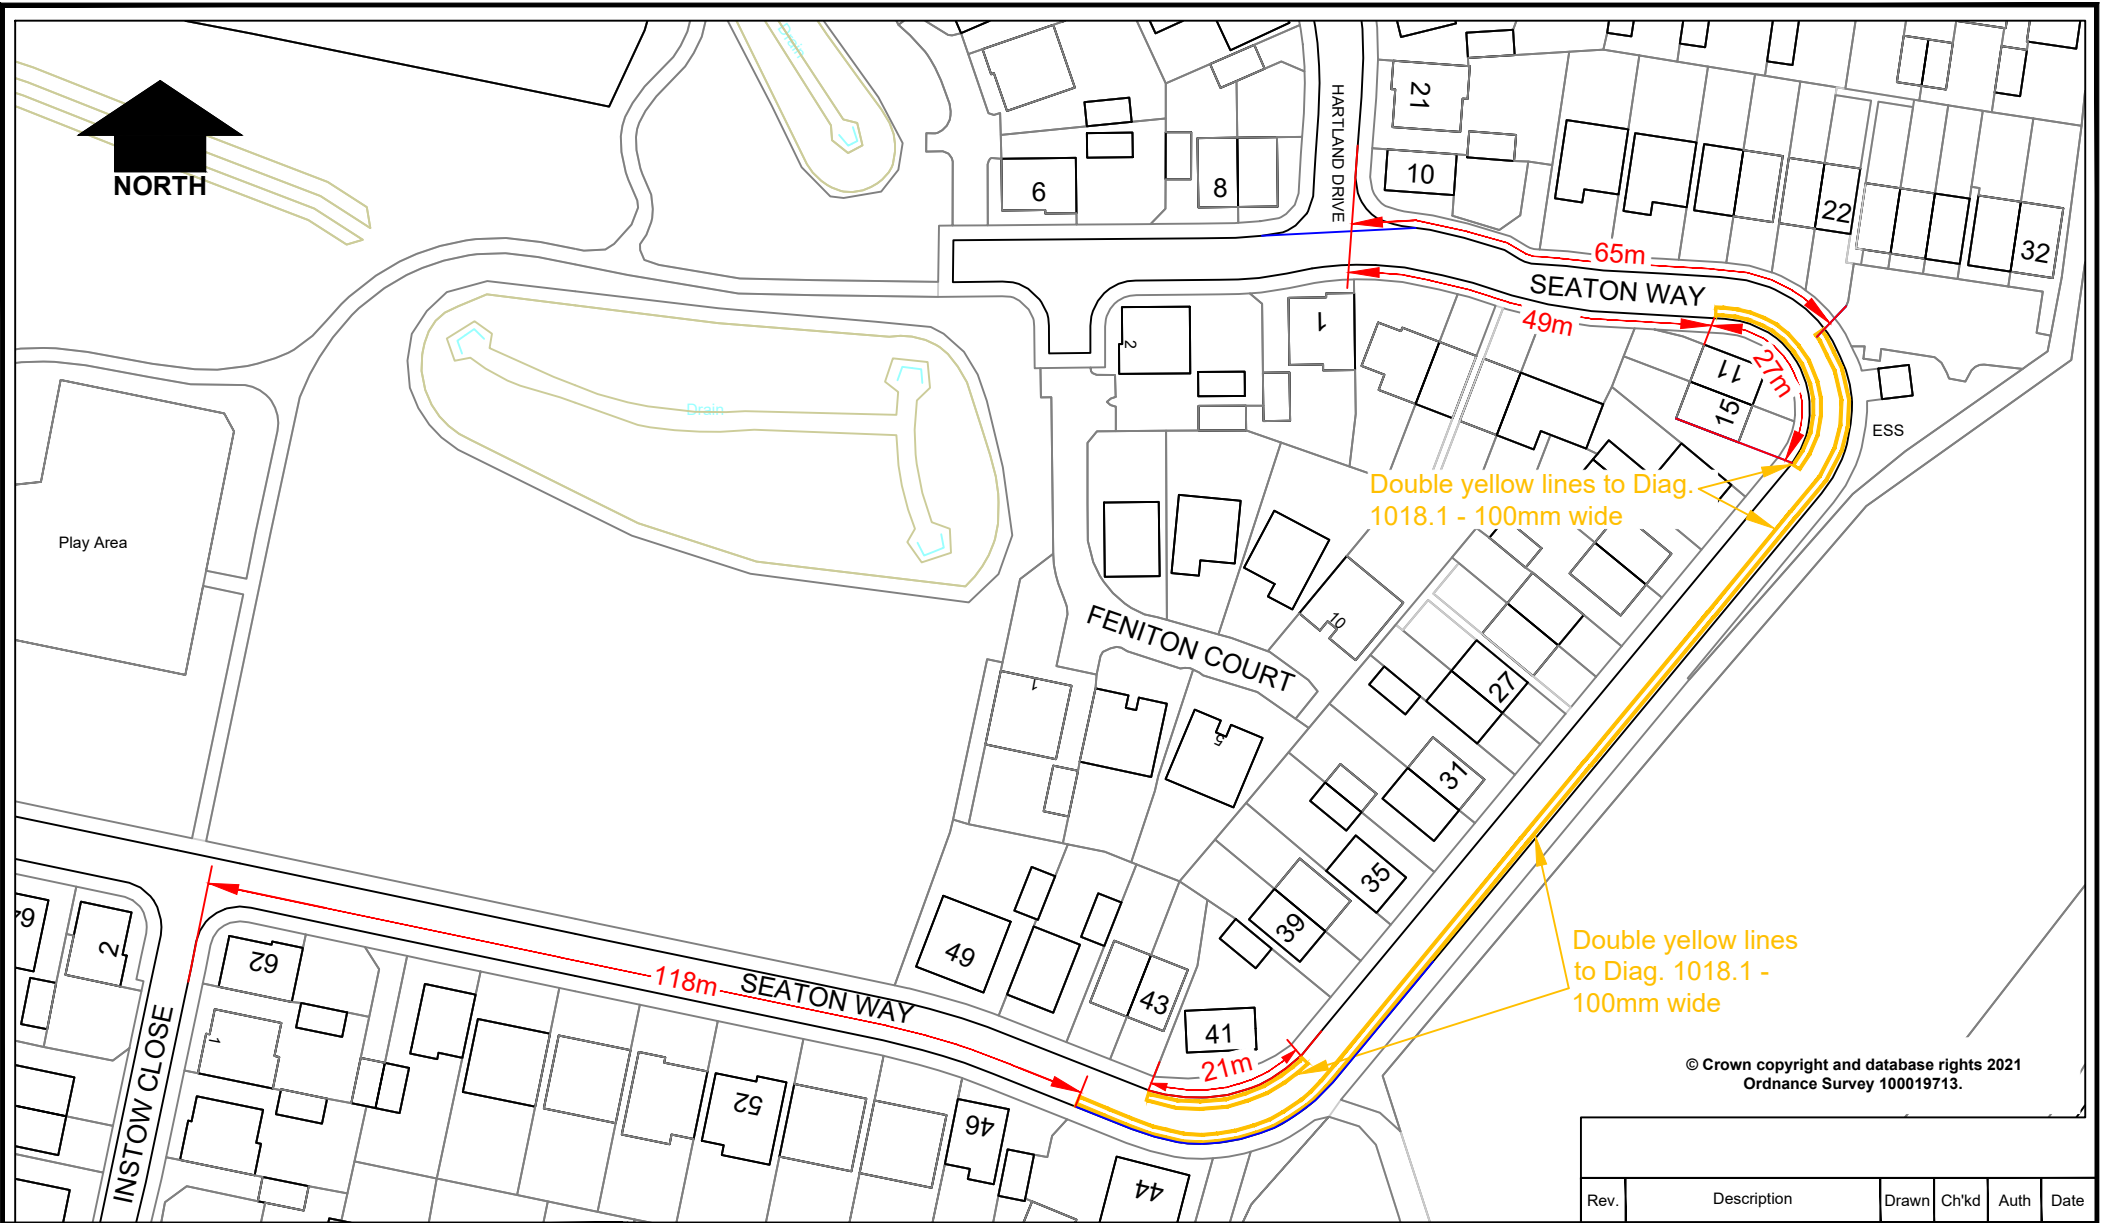 Drain
NORTH
HARTLAND DRIVE
21
10
6
8
22
32
65m
SEATON WAY
49m
1
2
27m
11
15
ESS
Drain
Double yellow lines to Diag.
1018.1 - 100mm wide
Play Area
10
FENITON COURT
1
5
27
31
35
39
49
43
41
21m
Double yellow lines
to Diag. 1018.1 -
100mm wide
64
2
62
118m
SEATON WAY
INSTOW CLOSE
1
52
46
44
© Crown copyright and database rights 2021
Ordnance Survey 100019713.
Rev.
Description
Drawn
Ch'kd
Auth
Date